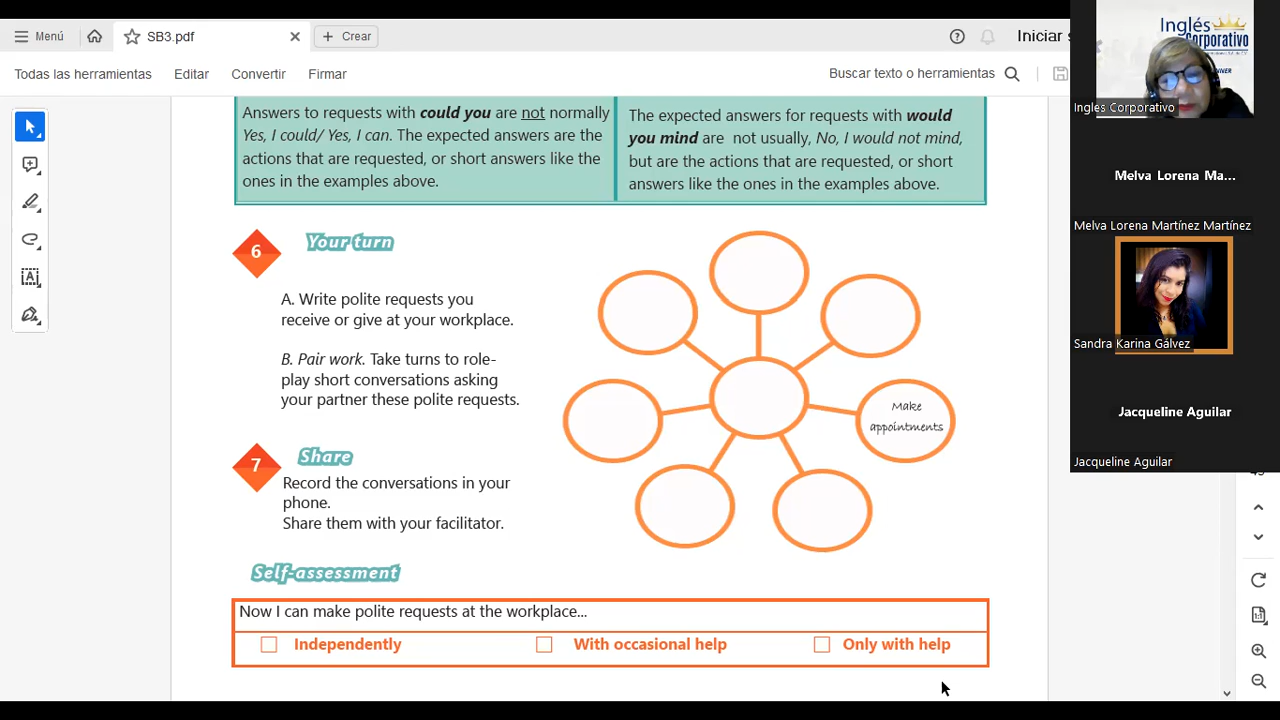 Menú
SB3.pdf
Crear
Iniciar s
Todas las herramientas
Editar
Convertir
Firmar
Buscar texto o herramientas
Answers to requests with could you are not normally
Yes, I could/ Yes, I can. The expected answers are the
actions that are requested, or short answers like the
ones in the examples above.
The expected answers for requests with would
you mind are not usually, No, I would not mind,
but are the actions that are requested, or short
answers like the ones in the examples above.
6
Your turn
A. Write polite requests you
receive or give at your workplace.
B. Pair work. Take turns to role-
play short conversations asking
your partner these polite requests.
Make
appointments
7
Share
Record the conversations in your
phone.
Share them with your facilitator.
Self-assessment
Now I can make polite requests at the workplace...
Independently
With occasional help
Only with help
Inglés
Corporativo
Ingles Corporativo
Melva Lorena Ma...
Melva Lorena Martínez Martínez
Sandra Karina Gálvez
Jacqueline Aguilar
Jacqueline Aguilar